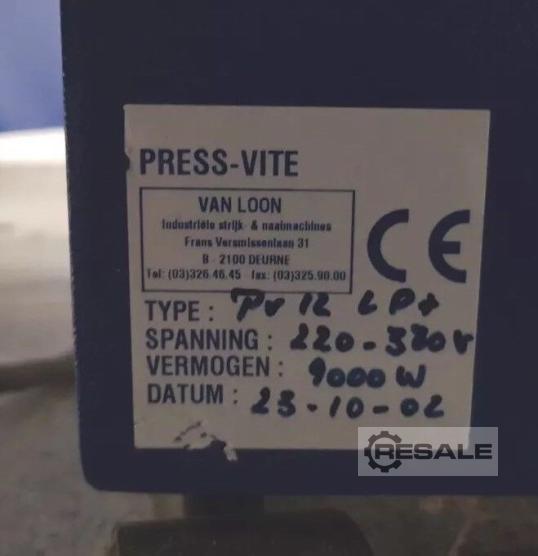 PRESS-VITE
VAN LOON
Industriële strijk- & naaimachines
Frans Versmissenlaan 31
B - 2100 DEURNE
Tel: (03)326.46.45 fax: (03)325.90.00
CE
TYPE : PV 12 LP+
SPANNING : 220-380V
VERMOGEN : 9000W
DATUM : 23-10-02
RESALE